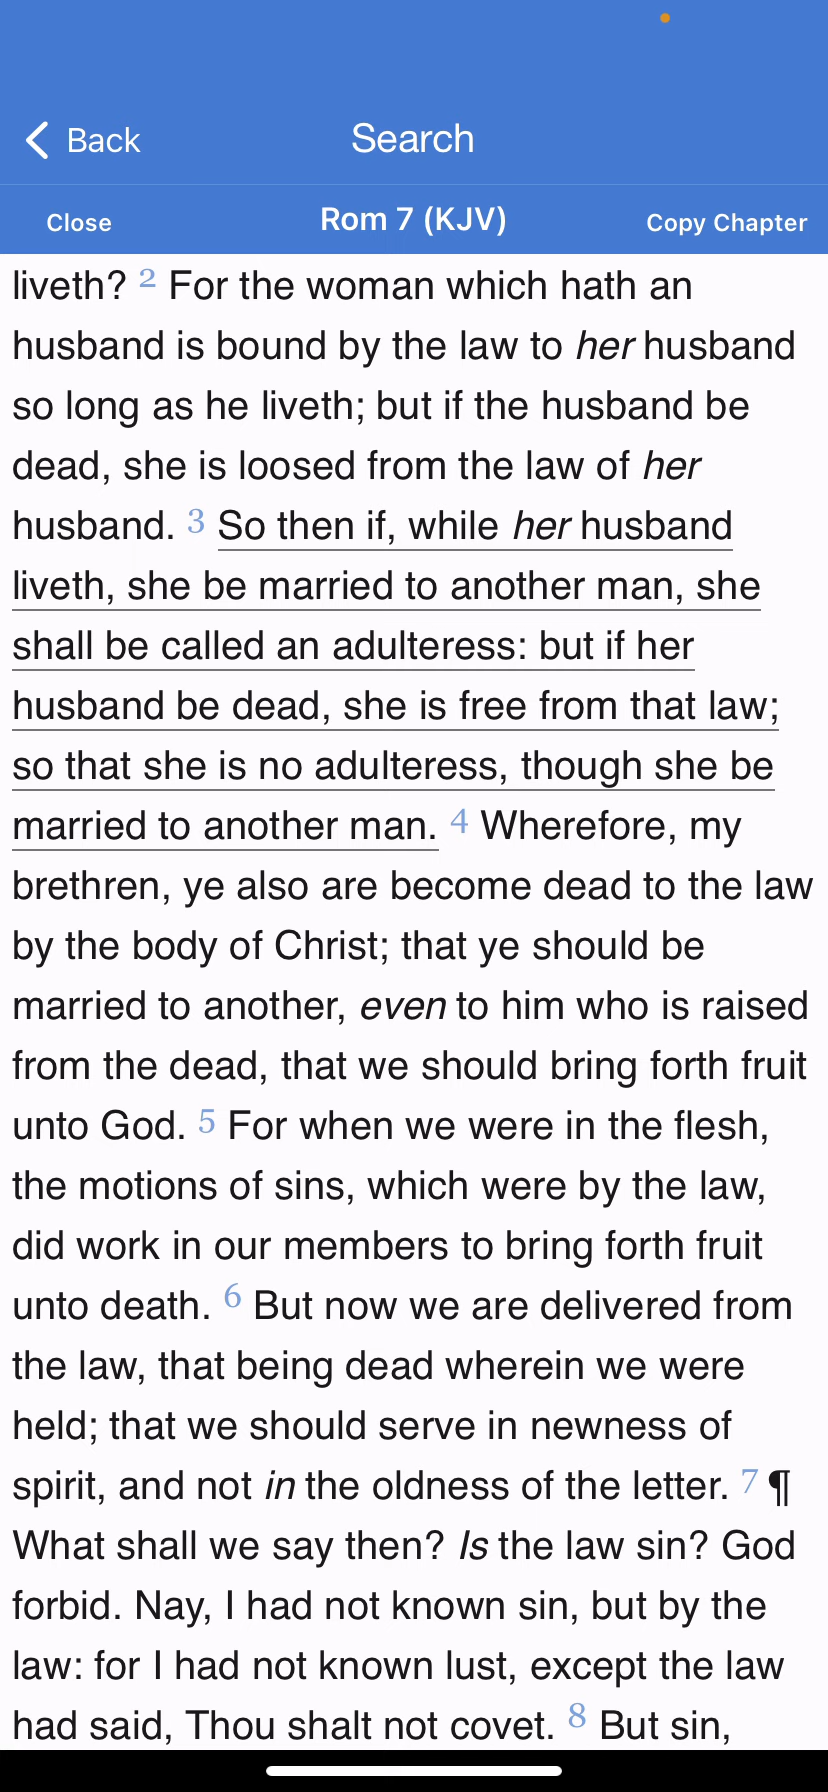 Back
Search
Close
Rom 7 (KJV)
Copy Chapter
liveth? 2 For the woman which hath an
husband is bound by the law to her husband
so long as he liveth; but if the husband be
dead, she is loosed from the law of her
husband. 3 So then if, while her husband
liveth, she be married to another man, she
shall be called an adulteress: but if her
husband be dead, she is free from that law;
so that she is no adulteress, though she be
married to another man. 4 Wherefore, my
brethren, ye also are become dead to the law
by the body of Christ; that ye should be
married to another, even to him who is raised
from the dead, that we should bring forth fruit
unto God. 5 For when we were in the flesh,
the motions of sins, which were by the law,
did work in our members to bring forth fruit
unto death. 6 But now we are delivered from
the law, that being dead wherein we were
held; that we should serve in newness of
spirit, and not in the oldness of the letter. 7 ¶
What shall we say then? Is the law sin? God
forbid. Nay, I had not known sin, but by the
law: for I had not known lust, except the law
had said, Thou shalt not covet. 8 But sin,